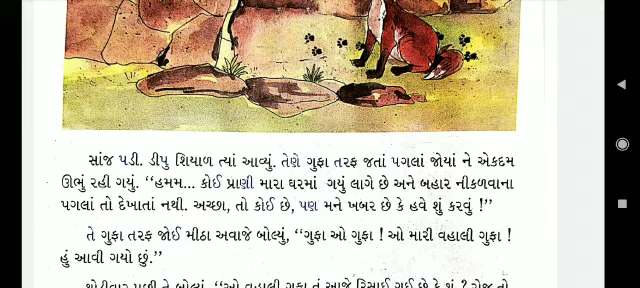 સાંજ પડી. ડીપુ શિયાળ ત્યાં આવ્યું. તેણે ગુફા તરફ જતાં પગલાં જોયાં ને એકદમ
ઊભું રહી ગયું. ‘‘હમમ... કોઈ પ્રાણી મારા ઘરમાં ગયું લાગે છે અને બહાર નીકળવાના
પગલાં તો દેખાતાં નથી. અચ્છા, તો કોઈ છે, પણ મને ખબર છે કે હવે શું કરવું !’’
તે ગુફા તરફ જોઈ મીઠા અવાજે બોલ્યું, ‘‘ગુફા ઓ ગુફા ! ઓ મારી વહાલી ગુફા !
હું આવી ગયો છું.’’